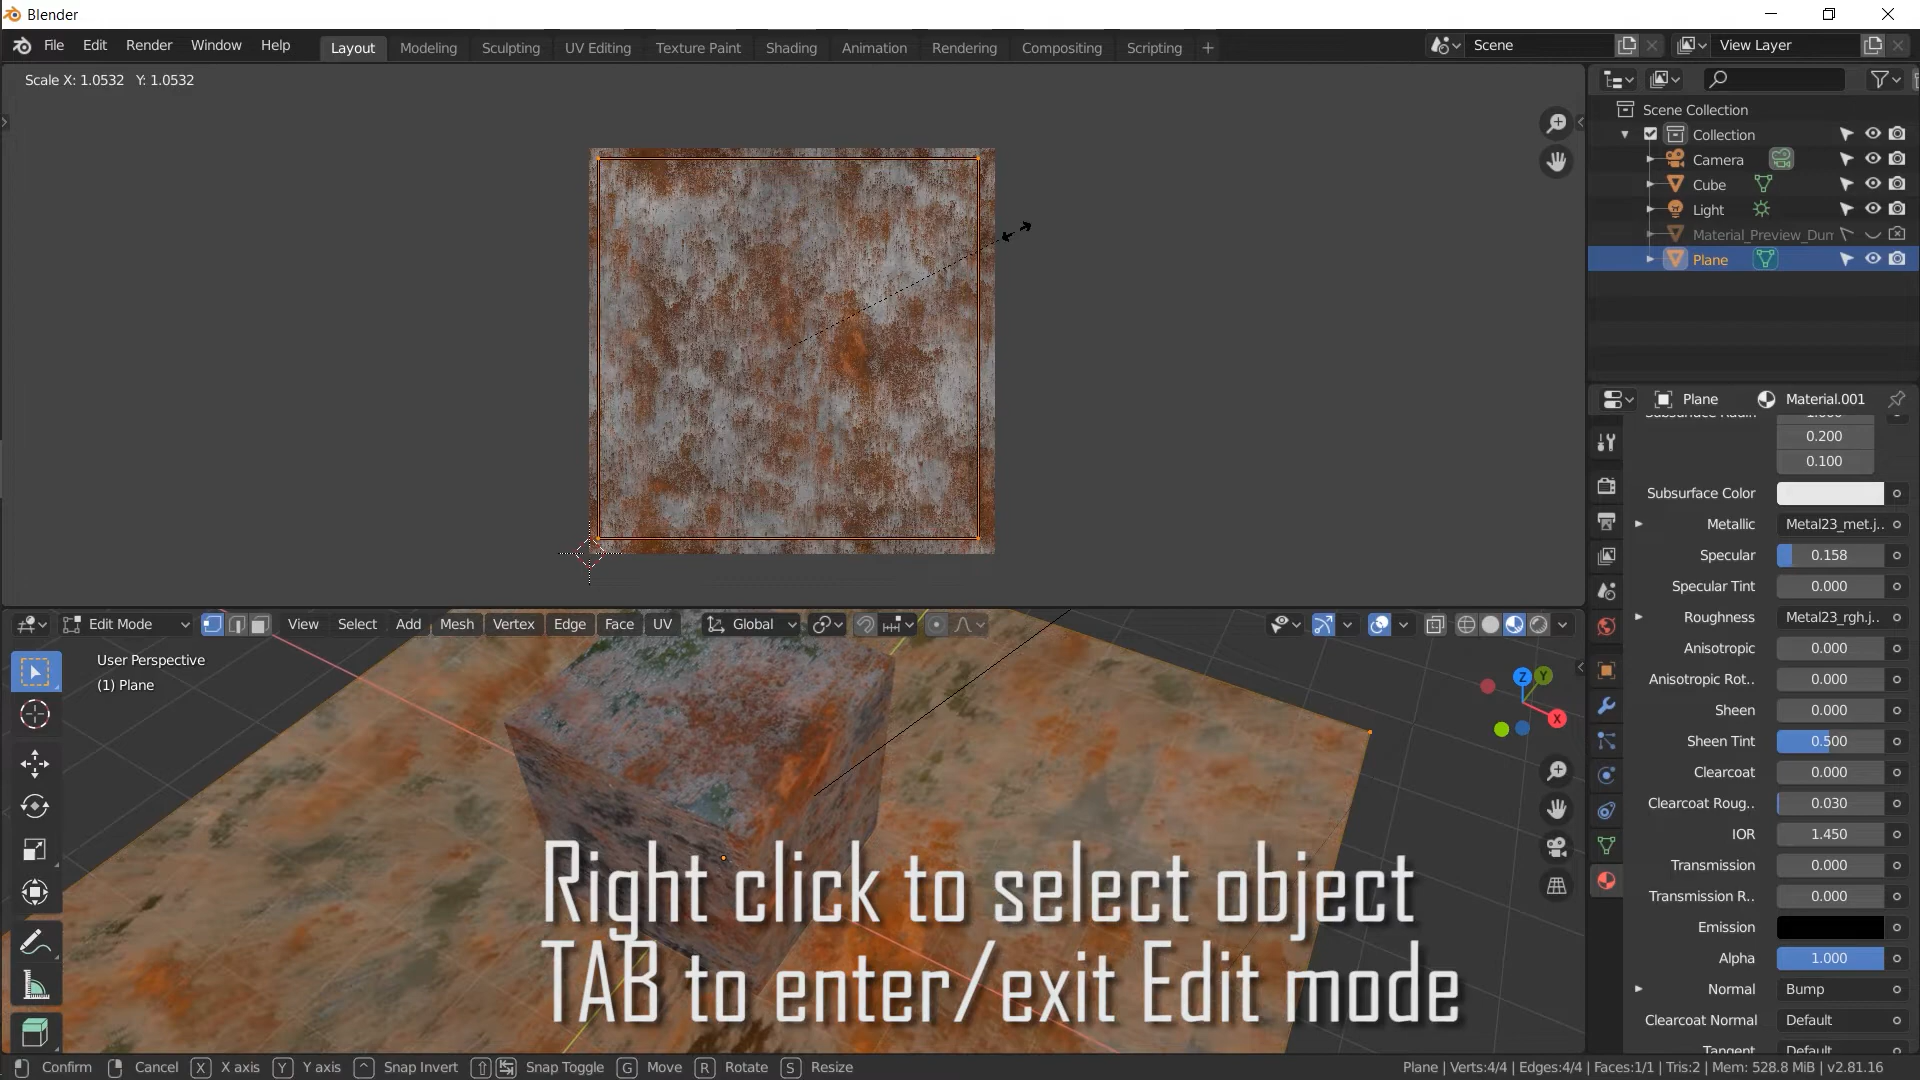 Blender
File Edit Render Window Help Layout Modeling Sculpting UV Editing Texture Paint Shading Animation Rendering Compositing Scripting + Scene View Layer
Scale X: 1.0532 Y: 1.0532
Scene Collection
Collection
Camera
Cube
Light
Material_Preview_Dum
Plane
Plane Material.001
0.200
0.100
Subsurface Color
Metallic Metal23_met.j..
Specular 0.158
Specular Tint 0.000
Roughness Metal23_rgh.j..
Anisotropic 0.000
Anisotropic Rot.. 0.000
Sheen 0.000
Sheen Tint 0.500
Clearcoat 0.000
Clearcoat Roug.. 0.030
IOR 1.450
Transmission 0.000
Transmission R.. 0.000
Emission
Alpha 1.000
Normal Bump
Clearcoat Normal Default
Tangent Default
Edit Mode View Select Add Mesh Vertex Edge Face UV Global
User Perspective
(1) Plane
Z Y
X
Right click to select object
TAB to enter/exit Edit mode
Confirm Cancel X X axis Y Y axis ^ Snap Invert Snap Toggle G Move R Rotate S Resize Plane | Verts:4/4 | Edges:4/4 | Faces:1/1 | Tris:2 | Mem: 528.8 MiB | v2.81.16